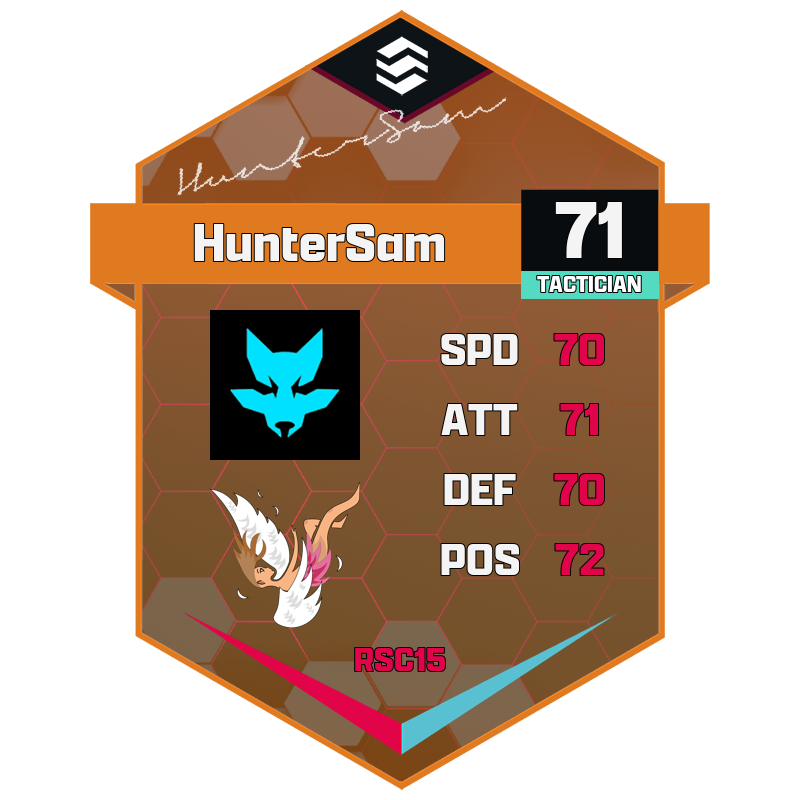 HunterSam
HunterSam
71
TACTICIAN
SPD 70
ATT 71
DEF 70
POS 72
RSC15